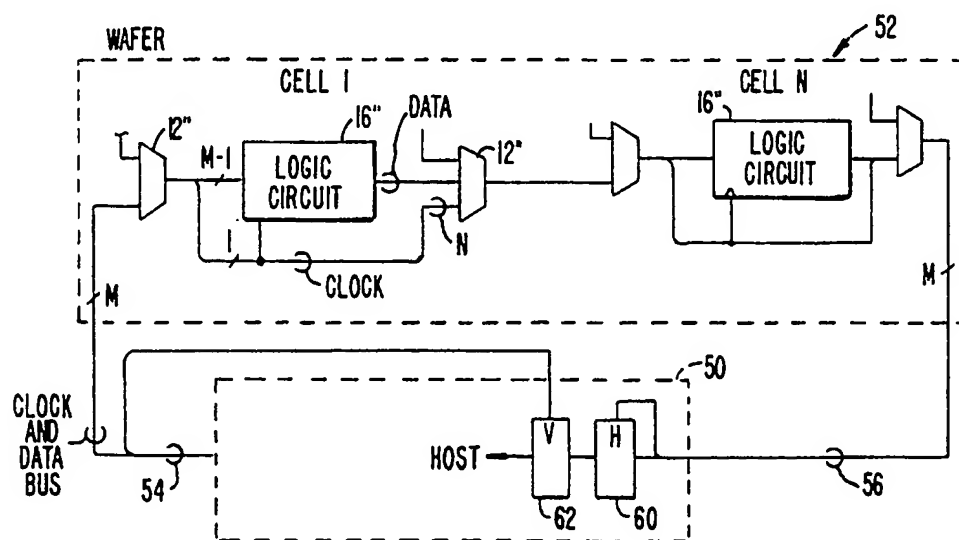 WAFER
52
CELL 1
CELL N
12"
16"
DATA
12"
16"
M-1
LOGIC
CIRCUIT
LOGIC
CIRCUIT
1
N
CLOCK
M
M
50
CLOCK
AND
DATA
BUS
54
HOST
V
H
62
60
56